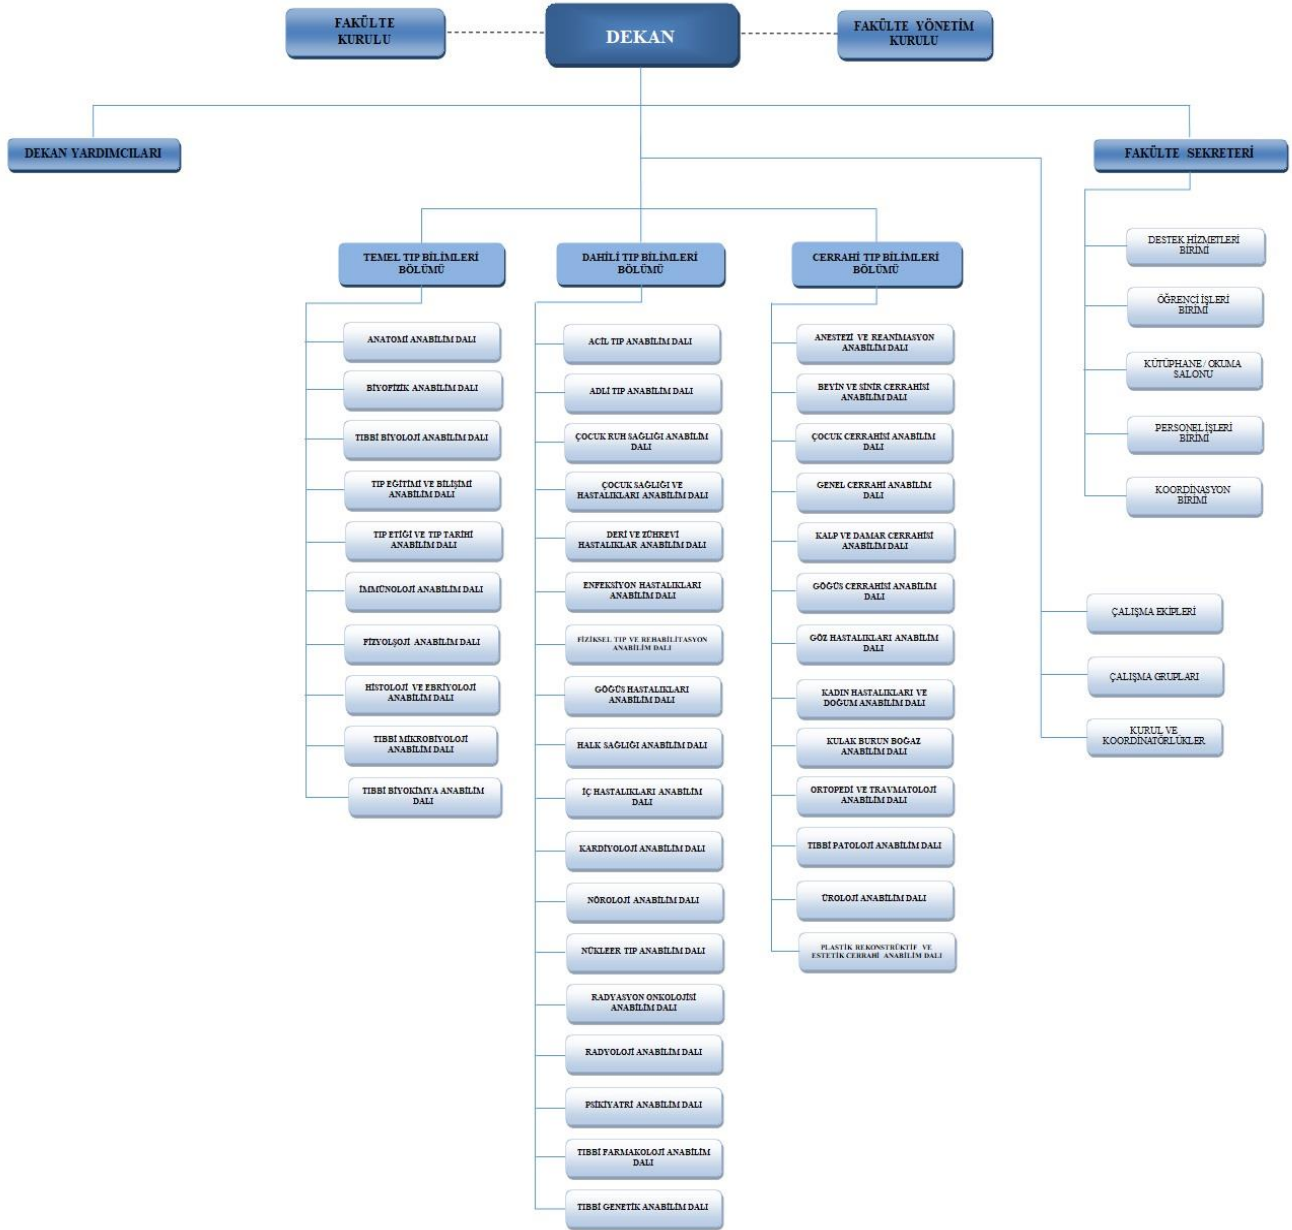 FAKÜLTE
KURULU
DEKAN
FAKÜLTE YÖNETİM
KURULU
DEKAN YARDIMCILARI
FAKÜLTE SEKRETERİ
TEMEL TIP BİLİMLERİ
BÖLÜMÜ
ANATOMİ ANABİLİM DALI
BİYOFİZİK ANABİLİM DALI
TIBBİ BİYOLOJİ ANABİLİM DALI
TIP EĞİTİMİ VE BİLİŞİMİ
ANABİLİM DALI
TIP ETİĞİ VE TIP TARİHİ
ANABİLİM DALI
İMMÜNOLOJİ ANABİLİM DALI
FİZYOLŞOJİ ANABİLİM DALI
HİSTOLOJİ VE EBRİYOLOJİ
ANABİLİM DALI
TIBBİ MİKROBİYOLOJİ
ANABİLİM DALI
TIBBİ BİYOKİMYA ANABİLİM
DALI
DAHİLİ TIP BİLİMLERİ
BÖLÜMÜ
ACİL TIP ANABİLİM DALI
ADLİ TIP ANABİLİM DALI
ÇOCUK RUH SAĞLIĞI ANABİLİM
DALI
ÇOCUK SAĞLIĞI VE
HASTALIKLARI ANABİLİM DALI
DERİ VE ZÜHREVİ
HASTALIKLAR ANABİLİM DALI
ENFEKSİYON HASTALIKLARI
ANABİLİM DALI
FİZİKSEL TIP VE REHABİLİTASYON
ANABİLİM DALI
GÖĞÜS HASTALIKLARI
ANABİLİM DALI
HALK SAĞLIĞI ANABİLİM DALI
İÇ HASTALIKLARI ANABİLİM
DALI
KARDİYOLOJİ ANABİLİM DALI
NÖROLOJİ ANABİLİM DALI
NÜKLEER TIP ANABİLİM DALI
RADYASYON ONKOLOJİSİ
ANABİLİM DALI
RADYOLOJİ ANABİLİM DALI
PSİKİYATRİ ANABİLİM DALI
TIBBİ FARMAKOLOJİ ANABİLİM
DALI
TIBBİ GENETİK ANABİLİM DALI
CERRAHİ TIP BİLİMLERİ
BÖLÜMÜ
ANESTEZİ VE REANİMASYON
ANABİLİM DALI
BEYİN VE SİNİR CERRAHİSİ
ANABİLİM DALI
ÇOCUK CERRAHİSİ ANABİLİM
DALI
GENEL CERRAHİ ANABİLİM
DALI
KALP VE DAMAR CERRAHİSİ
ANABİLİM DALI
GÖĞÜS CERRAHİSİ ANABİLİM
DALI
GÖZ HASTALIKLARI ANABİLİM
DALI
KADIN HASTALIKLARI VE
DOĞUM ANABİLİM DALI
KULAK BURUN BOĞAZ
ANABİLİM DALI
ORTOPEDİ VE TRAVMATOLOJİ
ANABİLİM DALI
TIBBİ PATOLOJİ ANABİLİM DALI
ÜROLOJİ ANABİLİM DALI
PLASTİK REKONSTRÜKTİF VE
ESTETİK CERRAHİ ANABİLİM DALI
DESTEK HİZMETLERİ
BİRİMİ
ÖĞRENCİ İŞLERİ
BİRİMİ
KÜTÜPHANE / OKUMA
SALONU
PERSONEL İŞLERİ
BİRİMİ
KOORDİNASYON
BİRİMİ
ÇALIŞMA EKİPLERİ
ÇALIŞMA GRUPLARI
KURUL VE
KOORDİNATÖRLÜKLER